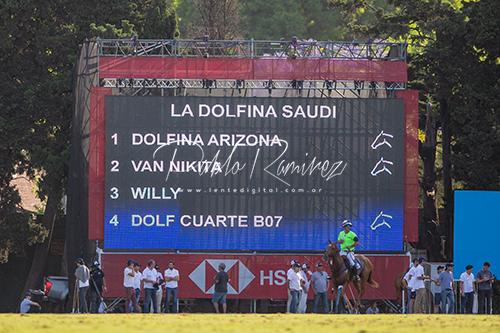 LA DOLFINA SAUDI
1 DOLFINA ARIZONA
2 VAN NIKITA
Pablo Ramirez
www.lentedigital.com.ar
3 WILLY
4 DOLF CUARTE B07
HS